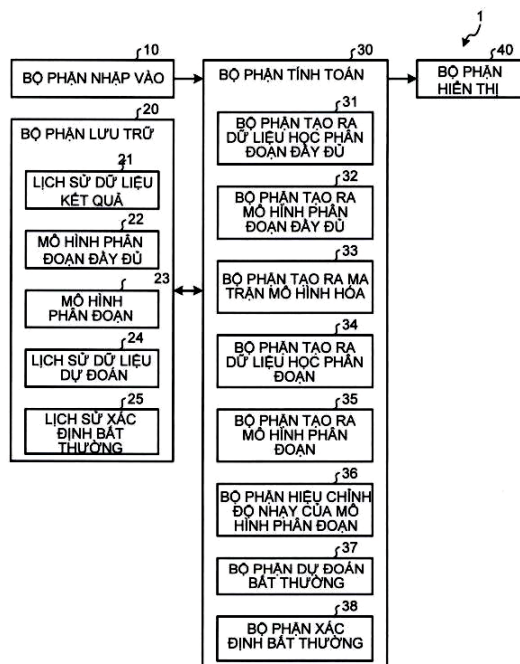 1
10
BỘ PHẬN NHẬP VÀO
20
BỘ PHẬN LƯU TRỮ
21
LỊCH SỬ DỮ LIỆU
KẾT QUẢ
22
MÔ HÌNH PHÂN
ĐOẠN ĐẦY ĐỦ
23
MÔ HÌNH
PHÂN ĐOẠN
24
LỊCH SỬ DỮ LIỆU
DỰ ĐOÁN
25
LỊCH SỬ XÁC
ĐỊNH BẤT
THƯỜNG
30
BỘ PHẬN TÍNH TOÁN
31
BỘ PHẬN TẠO RA
DỮ LIỆU HỌC PHÂN
ĐOẠN ĐẦY ĐỦ
32
BỘ PHẬN TẠO RA
MÔ HÌNH PHÂN
ĐOẠN ĐẦY ĐỦ
33
BỘ PHẬN TẠO RA MA
TRẬN MÔ HÌNH HÓA
34
BỘ PHẬN TẠO RA
DỮ LIỆU HỌC PHÂN
ĐOẠN
35
BỘ PHẬN TẠO RA
MÔ HÌNH PHÂN
ĐOẠN
36
BỘ PHẬN HIỆU CHỈNH
ĐỘ NHẠY CỦA MÔ
HÌNH PHÂN ĐOẠN
37
BỘ PHẬN DỰ ĐOÁN
BẤT THƯỜNG
38
BỘ PHẬN XÁC
ĐỊNH BẤT THƯỜNG
40
BỘ PHẬN
HIỂN THỊ